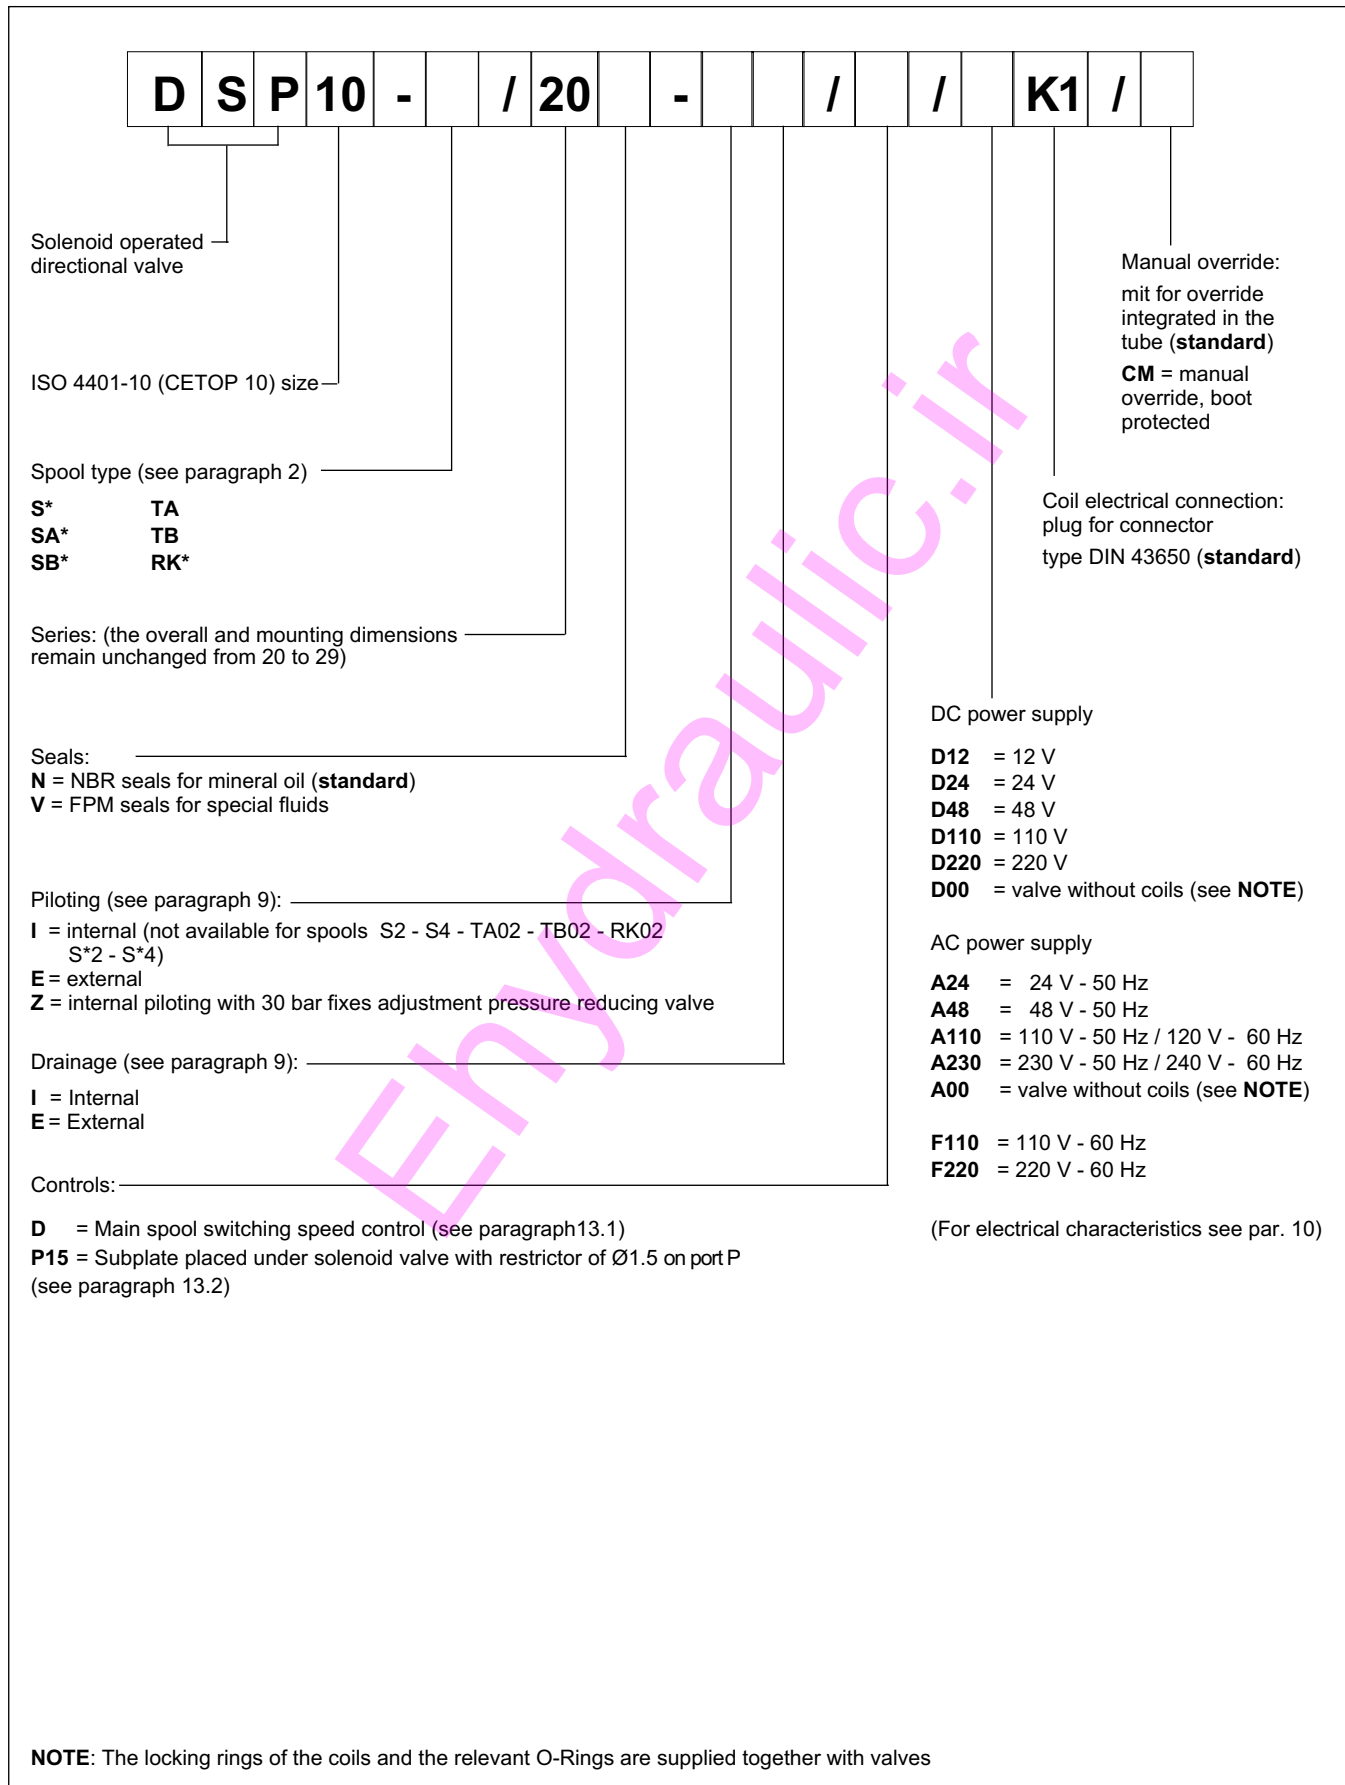 D S P 10 - / 20 - / / K1 /
Solenoid operated
directional valve
ISO 4401-10 (CETOP 10) size
Spool type (see paragraph 2)
S* TA
SA* TB
SB* RK*
Series: (the overall and mounting dimensions
remain unchanged from 20 to 29)
Seals:
N = NBR seals for mineral oil (standard)
V = FPM seals for special fluids
Piloting (see paragraph 9):
I = internal (not available for spools S2 - S4 - TA02 - TB02 - RK02
S*2 - S*4)
E = external
Z = internal piloting with 30 bar fixes adjustment pressure reducing valve
Drainage (see paragraph 9):
I = Internal
E = External
Controls:
D = Main spool switching speed control (see paragraph13.1)
P15 = Subplate placed under solenoid valve with restrictor of Ø1.5 on port P
(see paragraph 13.2)
Manual override:
mit for override
integrated in the
tube (standard)
CM = manual
override, boot
protected
Coil electrical connection:
plug for connector
type DIN 43650 (standard)
DC power supply
D12 = 12 V
D24 = 24 V
D48 = 48 V
D110 = 110 V
D220 = 220 V
D00 = valve without coils (see NOTE)
AC power supply
A24 = 24 V - 50 Hz
A48 = 48 V - 50 Hz
A110 = 110 V - 50 Hz / 120 V - 60 Hz
A230 = 230 V - 50 Hz / 240 V - 60 Hz
A00 = valve without coils (see NOTE)
F110 = 110 V - 60 Hz
F220 = 220 V - 60 Hz
(For electrical characteristics see par. 10)
NOTE: The locking rings of the coils and the relevant O-Rings are supplied together with valves
Ehydraulic.ir